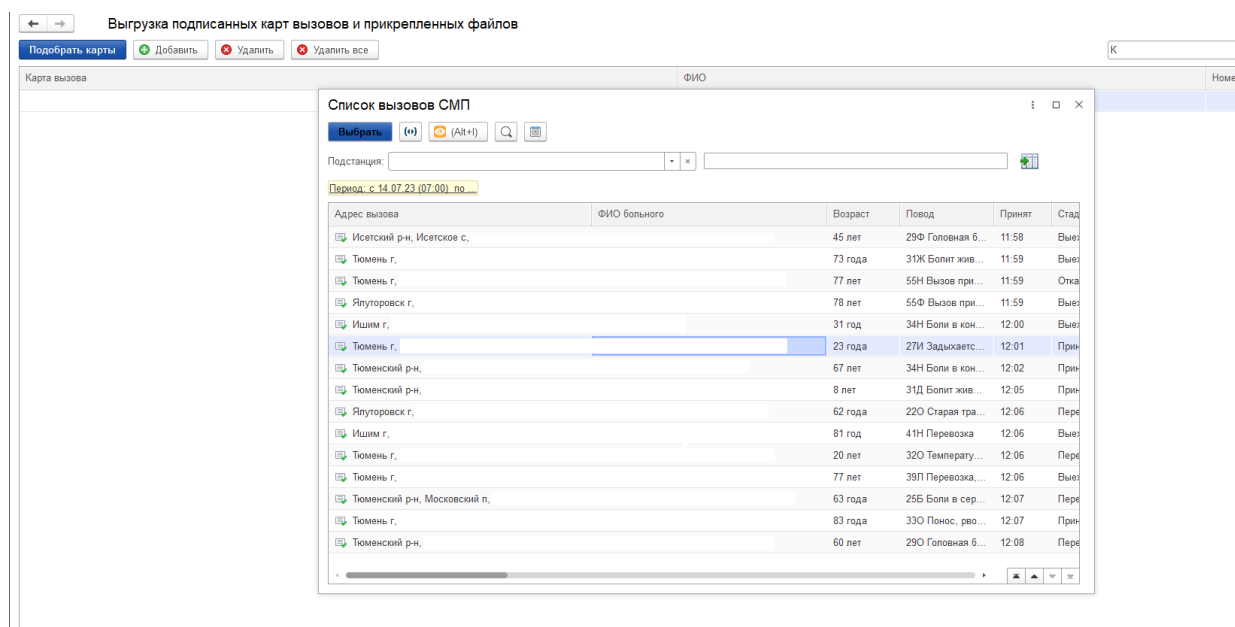 Выгрузка подписанных карт вызовов и прикрепленных файлов
Подобрать карты Добавить Удалить Удалить все К
Карта вызова ФИО Номе
Список вызовов СМП
Выбрать (Alt+I)
Подстанция:
Период: с 14.07.23 (07:00) по ...
Адрес вызова ФИО больного Возраст Повод Принят Стад
Исетский р-н, Исетское с, 45 лет 29Ф Головная б... 11:58 Выез
Тюмень г, 73 года 31Ж Болит жив... 11:59 Выез
Тюмень г, 77 лет 55Н Вызов при... 11:59 Отка
Ялуторовск г, 78 лет 55Ф Вызов при... 11:59 Выез
Ишим г, 31 год 34Н Боли в кон... 12:00 Выез
Тюмень г, 23 года 27И Задыхаетс... 12:01 Прин
Тюменский р-н, 67 лет 34Н Боли в кон... 12:02 Прин
Тюменский р-н, 8 лет 31Д Болит жив... 12:05 Прин
Ялуторовск г, 62 года 22О Старая тра... 12:06 Пере
Ишим г, 81 год 41Н Перевозка 12:06 Выез
Тюмень г, 20 лет 32О Температу... 12:06 Пере
Тюмень г, 77 лет 39Л Перевозка,... 12:06 Выез
Тюменский р-н, Московский п, 63 года 25Б Боли в сер... 12:07 Пере
Тюмень г, 83 года 33О Понос, рво... 12:07 Прин
Тюменский р-н, 60 лет 29О Головная б... 12:08 Пере